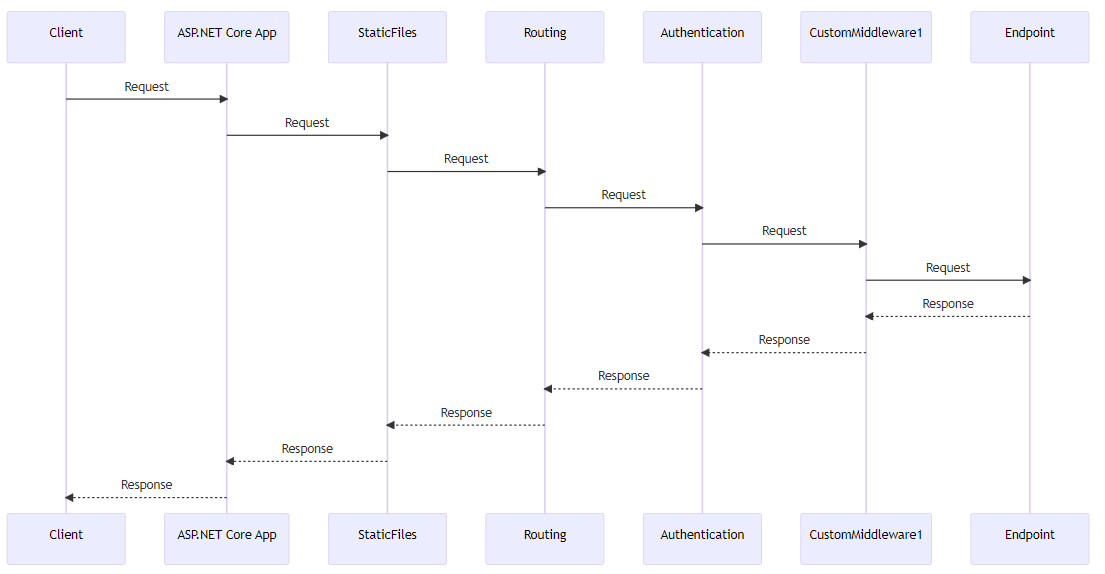 Client ASP.NET Core App StaticFiles Routing Authentication CustomMiddleware1 Endpoint
Request
Request
Request
Request
Request
Request
Response
Response
Response
Response
Response
Response
Client ASP.NET Core App StaticFiles Routing Authentication CustomMiddleware1 Endpoint